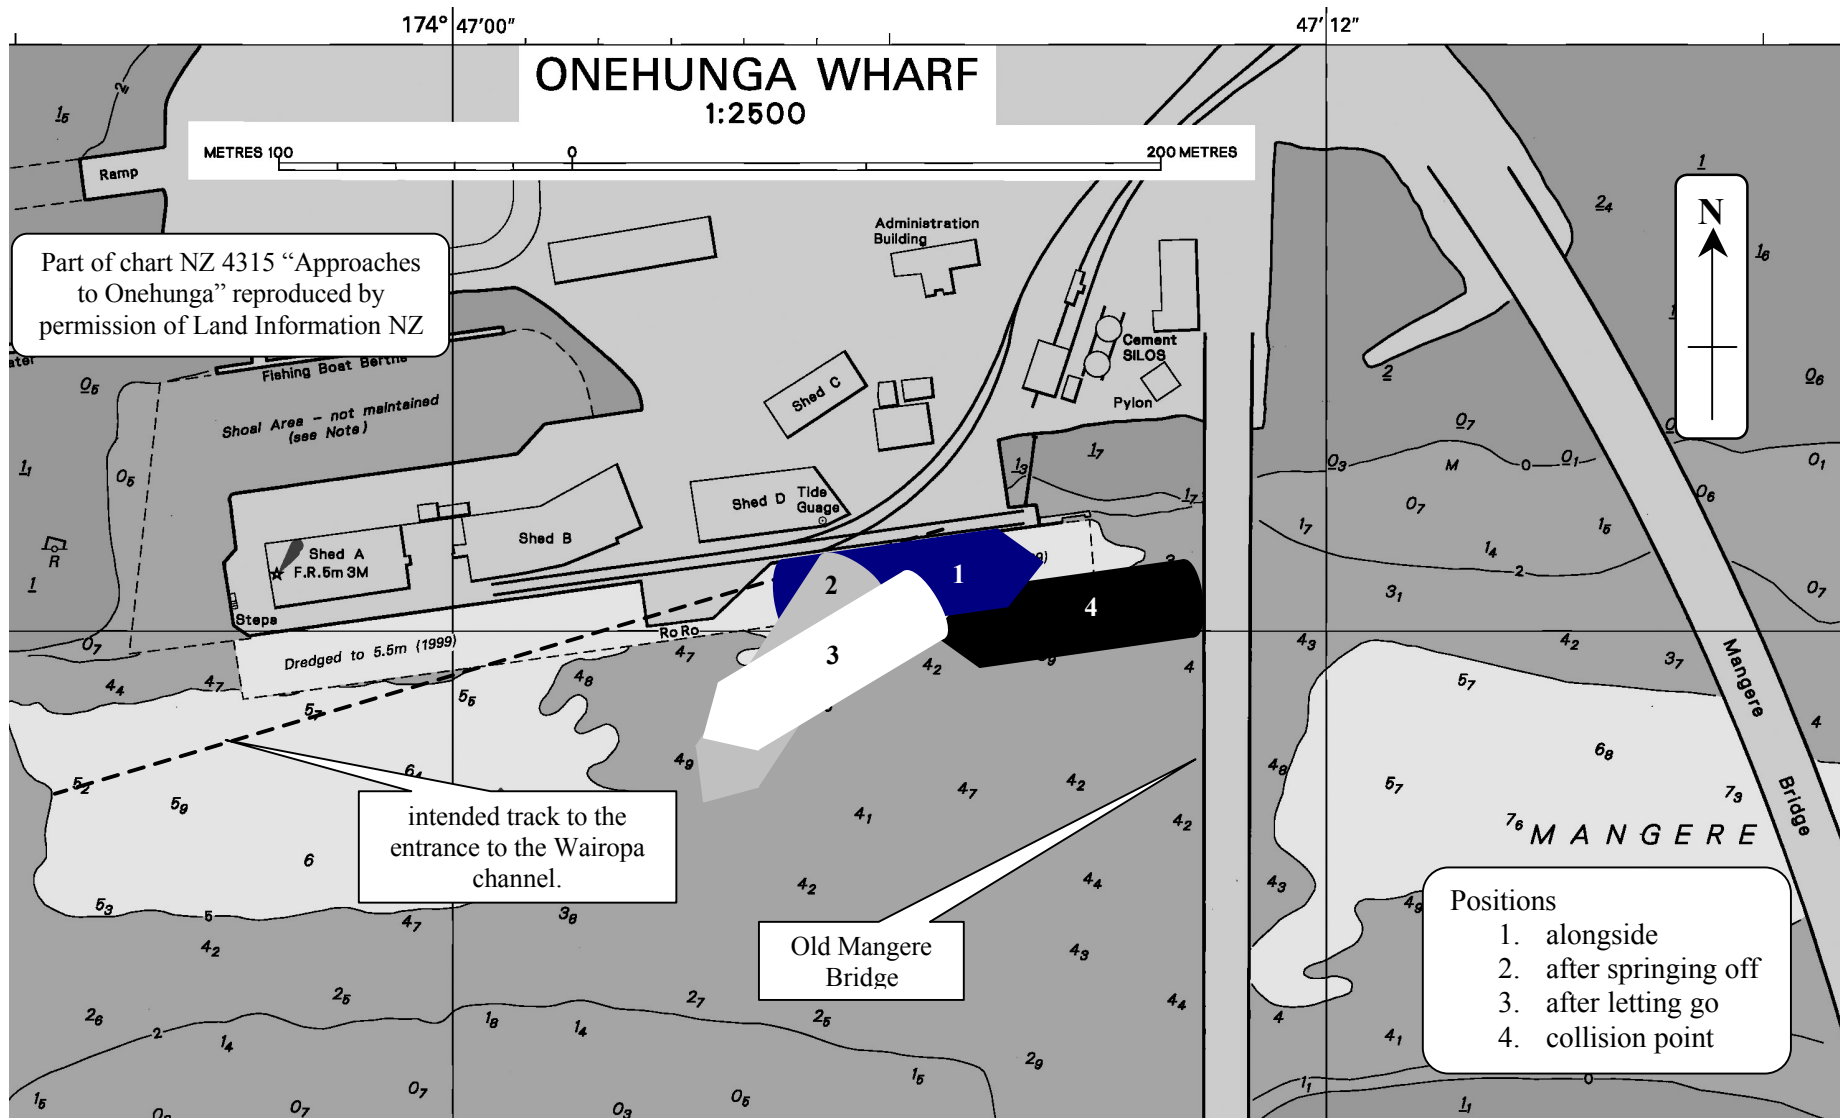 174° 47'00"
47' 12"
ONEHUNGA WHARF
1:2500
METRES 100 0 200 METRES
Ramp
Part of chart NZ 4315 “Approaches
to Onehunga” reproduced by
permission of Land Information NZ
Administration
Building
N
Cement
SILOS
Pylon
Fishing Boat Berths
Shoal Area – not maintained
(see Note)
Shed C
Shed D
Tide
Guage
Shed B
Shed A
F.R.5m 3M
R
Steps
Ro Ro
Dredged to 5.5m (1999)
1
2
3
4
M
Mangere
Bridge
MANGERE
intended track to the
entrance to the Wairopa
channel.
Old Mangere
Bridge
Positions
1. alongside
2. after springing off
3. after letting go
4. collision point